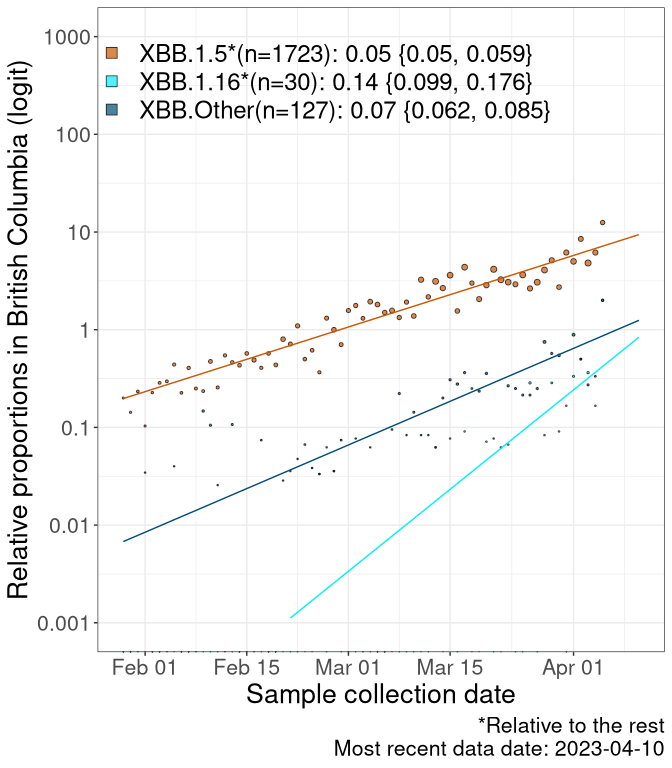 1000
100
10
1
0.1
0.01
0.001
Relative proportions in British Columbia (logit)
XBB.1.5*(n=1723): 0.05 {0.05, 0.059}
XBB.1.16*(n=30): 0.14 {0.099, 0.176}
XBB.Other(n=127): 0.07 {0.062, 0.085}
Feb 01 Feb 15 Mar 01 Mar 15 Apr 01
Sample collection date
*Relative to the rest
Most recent data date: 2023-04-10